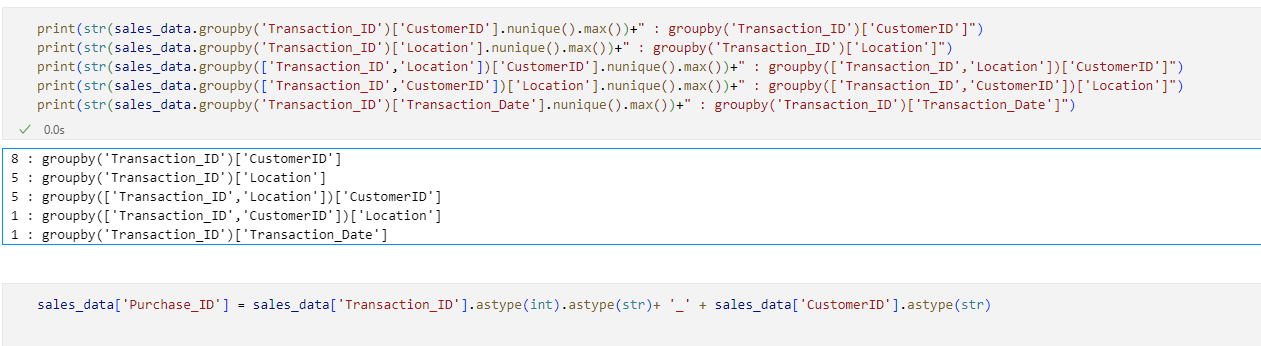 print(str(sales_data.groupby('Transaction_ID')['CustomerID'].nunique().max())+" : groupby('Transaction_ID')['CustomerID']")
print(str(sales_data.groupby('Transaction_ID')['Location'].nunique().max())+" : groupby('Transaction_ID')['Location']")
print(str(sales_data.groupby(['Transaction_ID','Location'])['CustomerID'].nunique().max())+" : groupby(['Transaction_ID','Location'])['CustomerID']")
print(str(sales_data.groupby(['Transaction_ID','CustomerID'])['Location'].nunique().max())+" : groupby(['Transaction_ID','CustomerID'])['Location']")
print(str(sales_data.groupby('Transaction_ID')['Transaction_Date'].nunique().max())+" : groupby('Transaction_ID')['Transaction_Date']")
✓ 0.0s
8 : groupby('Transaction_ID')['CustomerID']
5 : groupby('Transaction_ID')['Location']
5 : groupby(['Transaction_ID','Location'])['CustomerID']
1 : groupby(['Transaction_ID','CustomerID'])['Location']
1 : groupby('Transaction_ID')['Transaction_Date']
sales_data['Purchase_ID'] = sales_data['Transaction_ID'].astype(int).astype(str)+ '_' + sales_data['CustomerID'].astype(str)